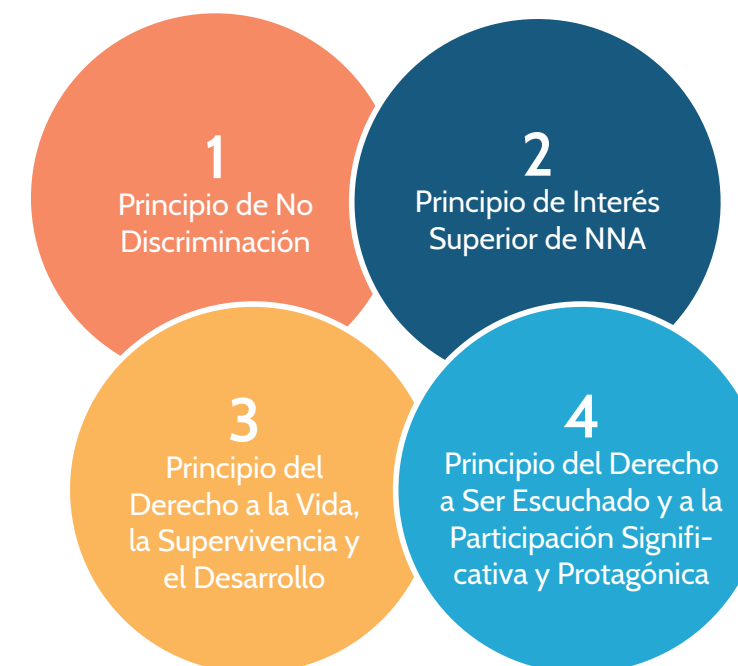 1
Principio de No
Discriminación
2
Principio de Interés
Superior de NNA
3
Principio del
Derecho a la Vida,
la Supervivencia y
el Desarrollo
4
Principio del Derecho
a Ser Escuchado y a la
Participación Signifi-
cativa y Protagónica